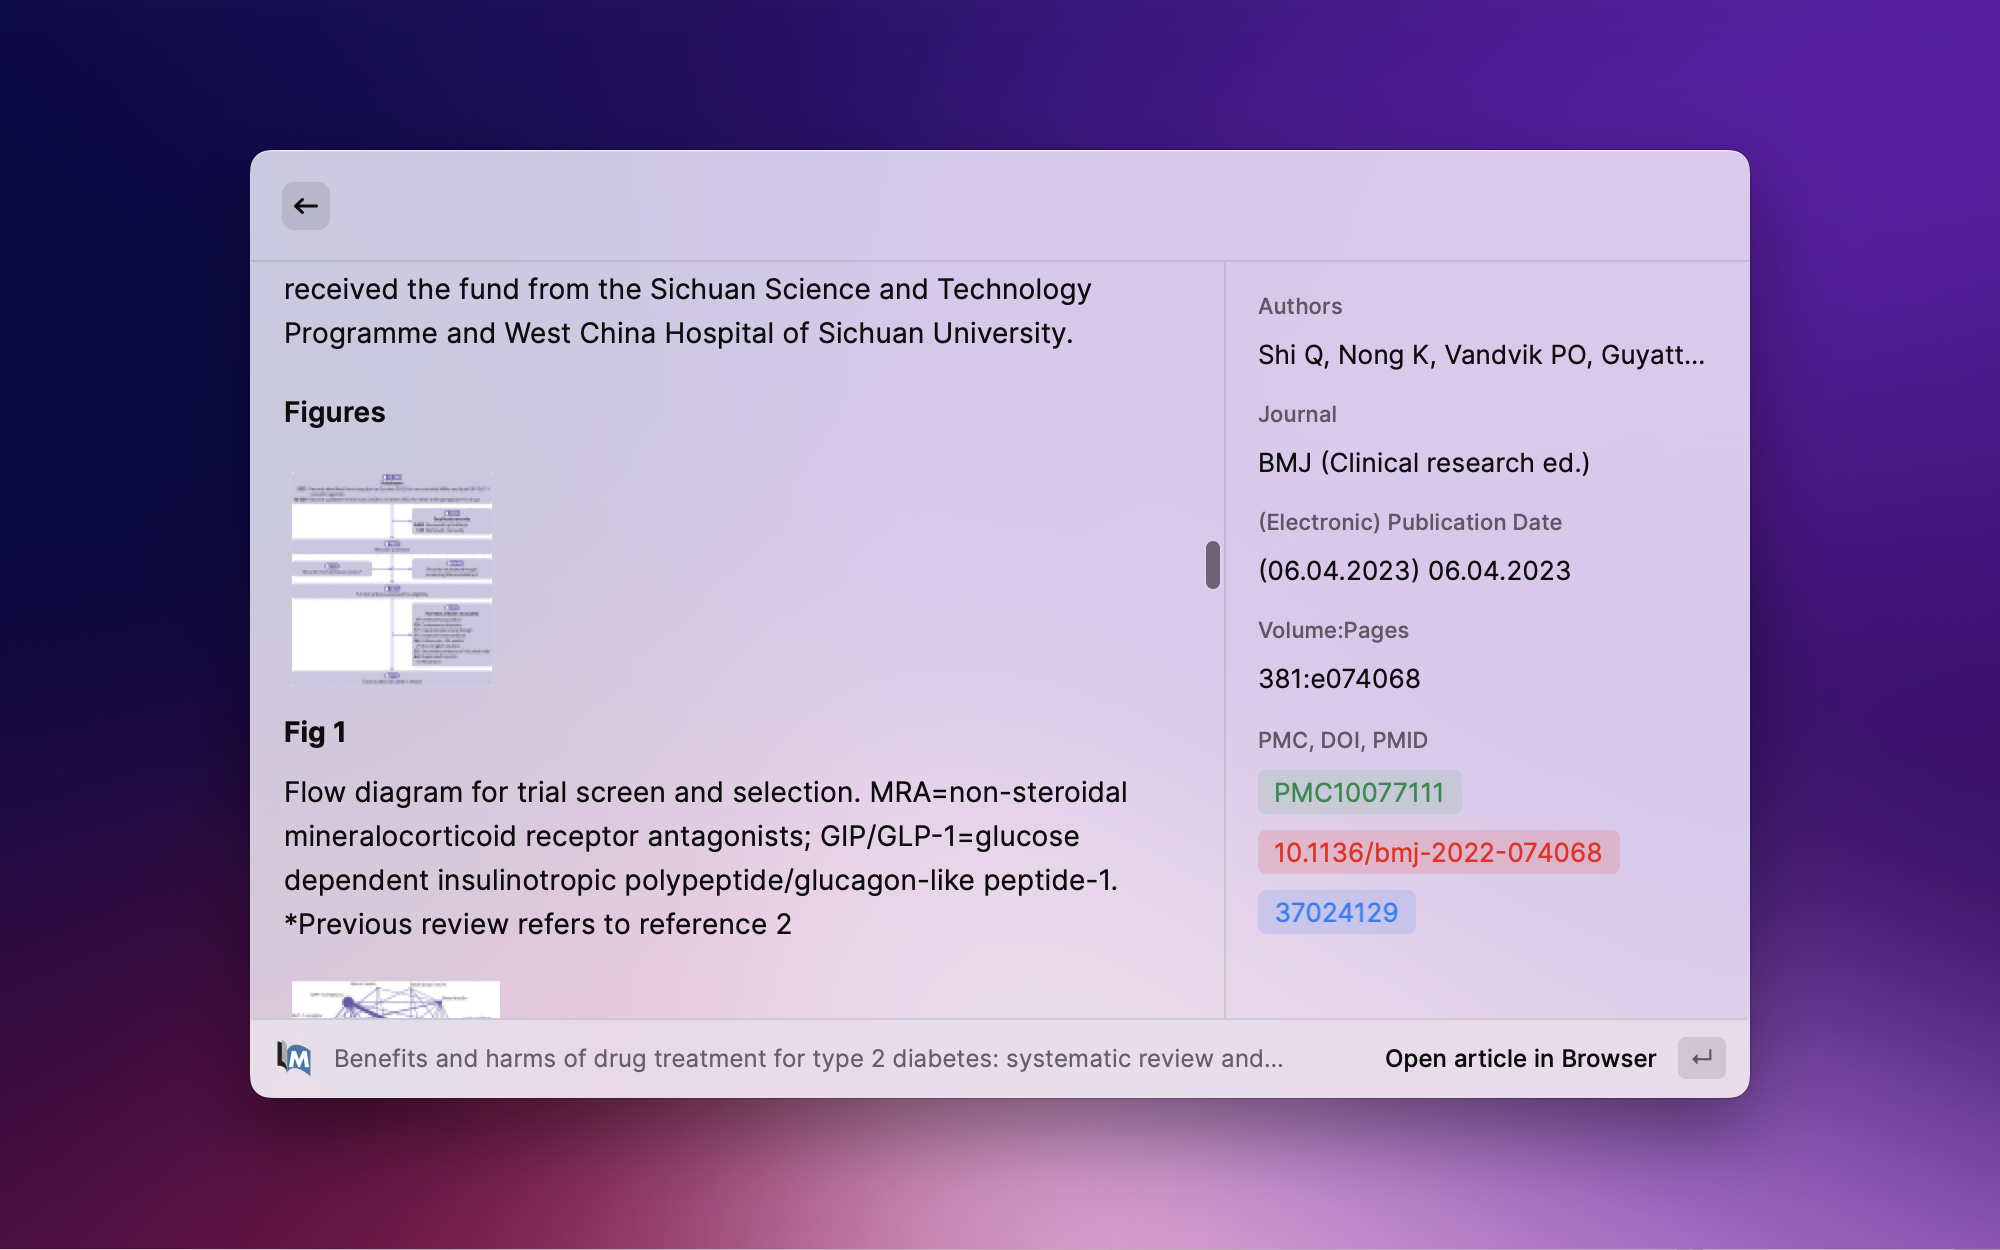 received the fund from the Sichuan Science and Technology
Programme and West China Hospital of Sichuan University.
Figures
Fig 1
Flow diagram for trial screen and selection. MRA=non-steroidal
mineralocorticoid receptor antagonists; GIP/GLP-1=glucose
dependent insulinotropic polypeptide/glucagon-like peptide-1.
*Previous review refers to reference 2
Authors
Shi Q, Nong K, Vandvik PO, Guyatt...
Journal
BMJ (Clinical research ed.)
(Electronic) Publication Date
(06.04.2023) 06.04.2023
Volume:Pages
381:e074068
PMC, DOI, PMID
PMC10077111
10.1136/bmj-2022-074068
37024129
M
Benefits and harms of drug treatment for type 2 diabetes: systematic review and...
Open article in Browser